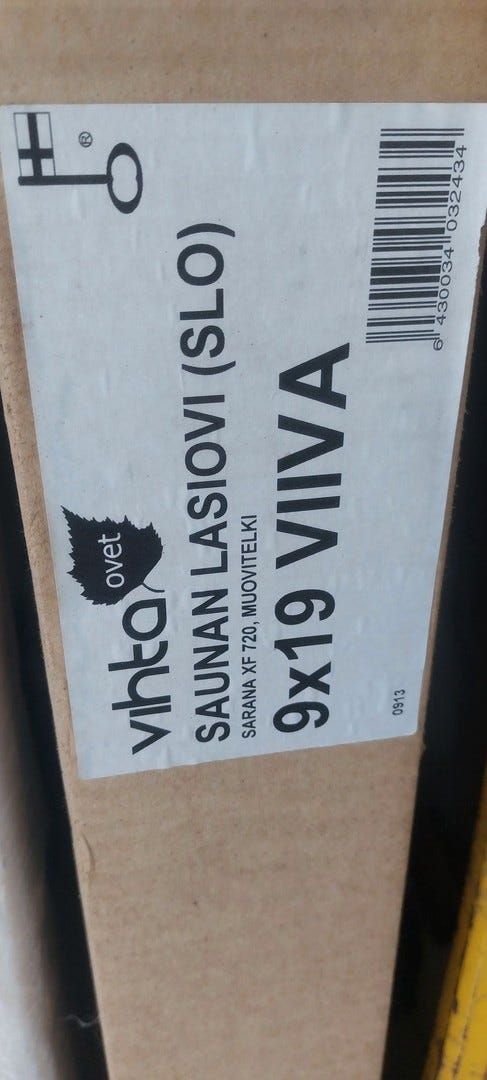 vihta
ovet
®
SAUNAN LASIOVI (SLO)
SARANA XF 720, MUOVITELKI
9x19 VIIVA
0913
6 430034 032434